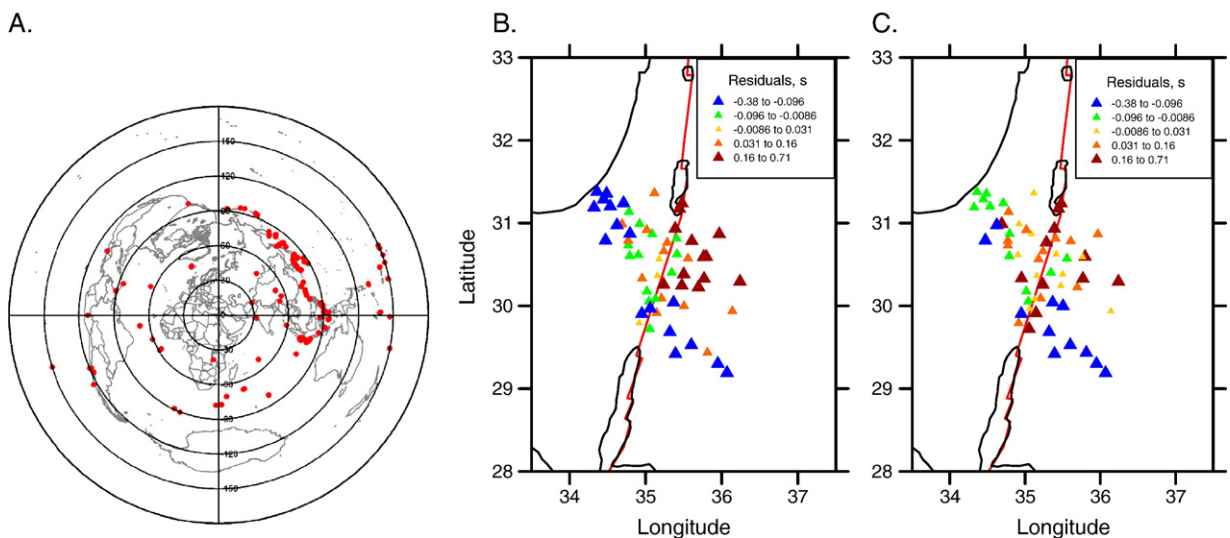 A.
B.
C.
150
120
90
60
30
30
60
90
120
150
33
32
31
30
29
28
Latitude
34 35 36 37
Longitude
Residuals, s
-0.38 to -0.096
-0.096 to -0.0086
-0.0086 to 0.031
0.031 to 0.16
0.16 to 0.71
33
32
31
30
29
28
34 35 36 37
Longitude
Residuals, s
-0.38 to -0.096
-0.096 to -0.0086
-0.0086 to 0.031
0.031 to 0.16
0.16 to 0.71